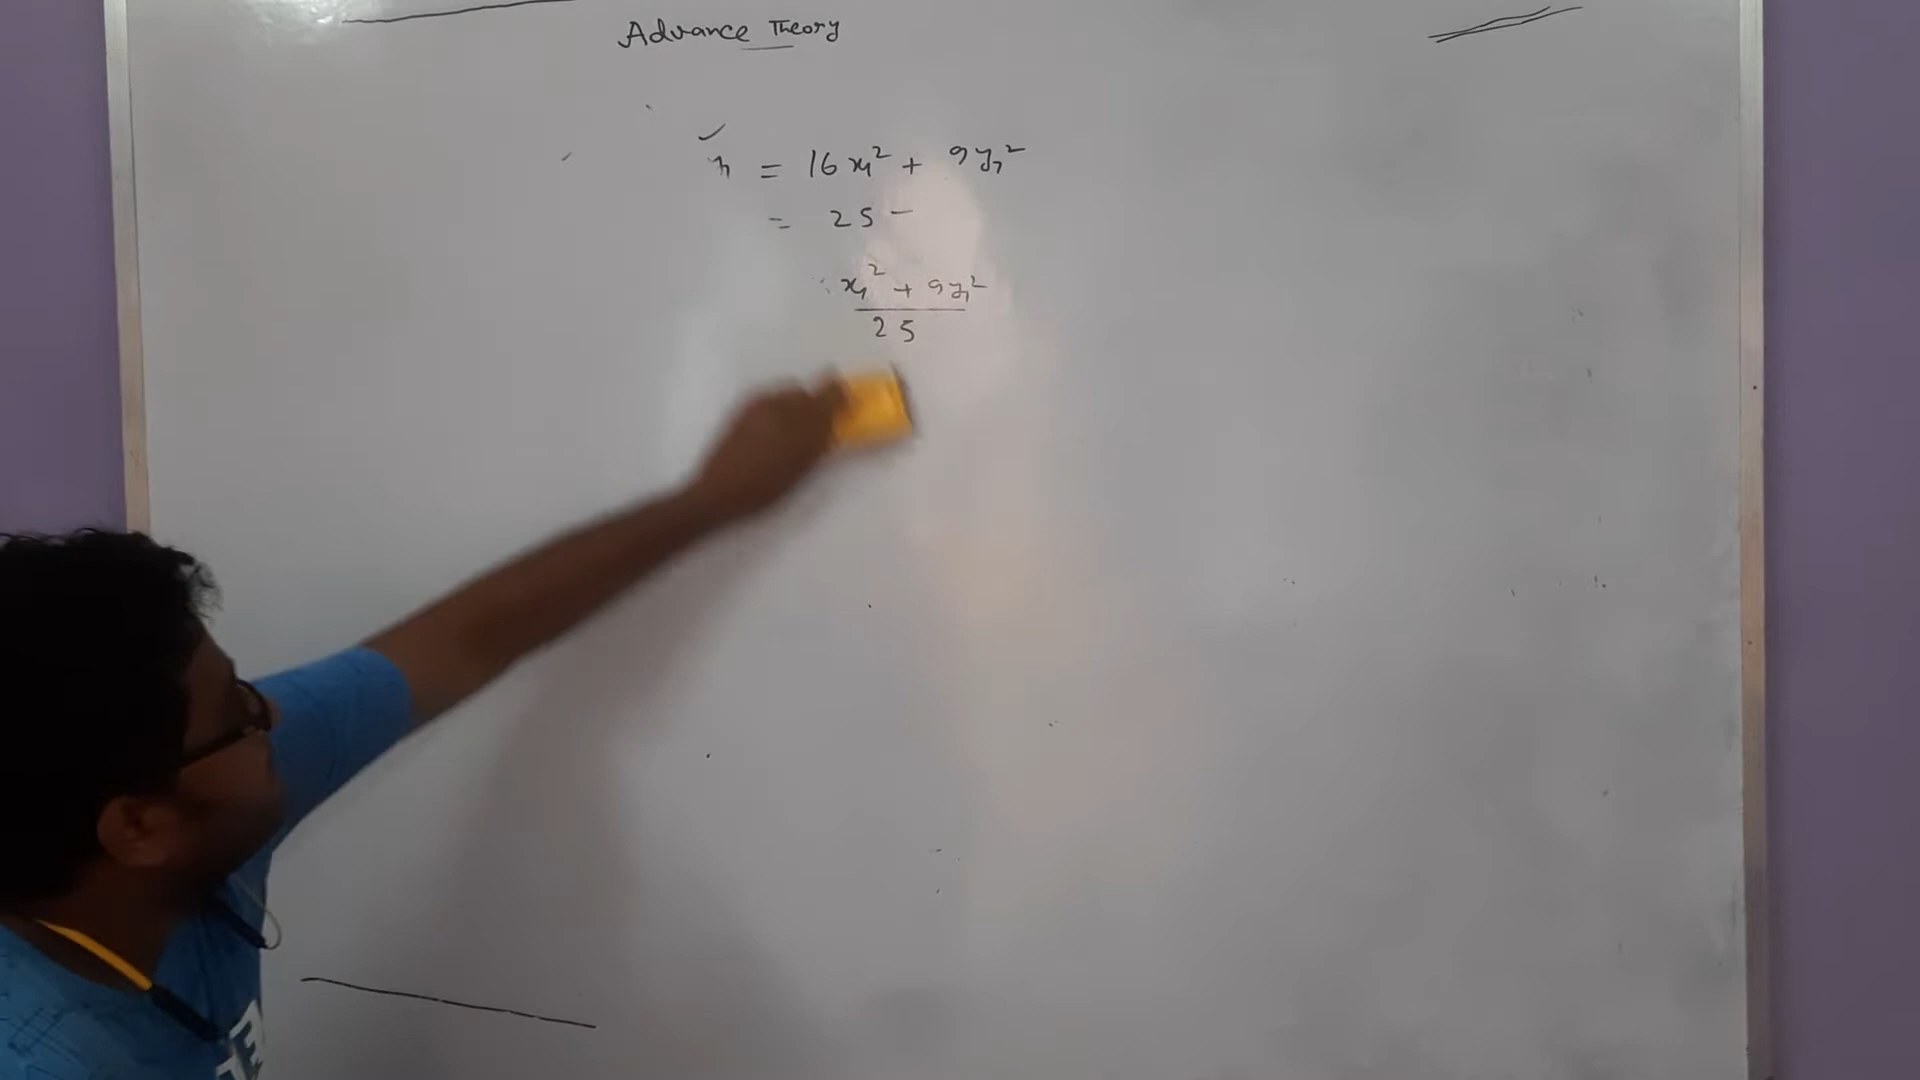 Advance Theory
= 16x₁² + 9y₁²
= 25 —
x₁² + 9y₁²
25